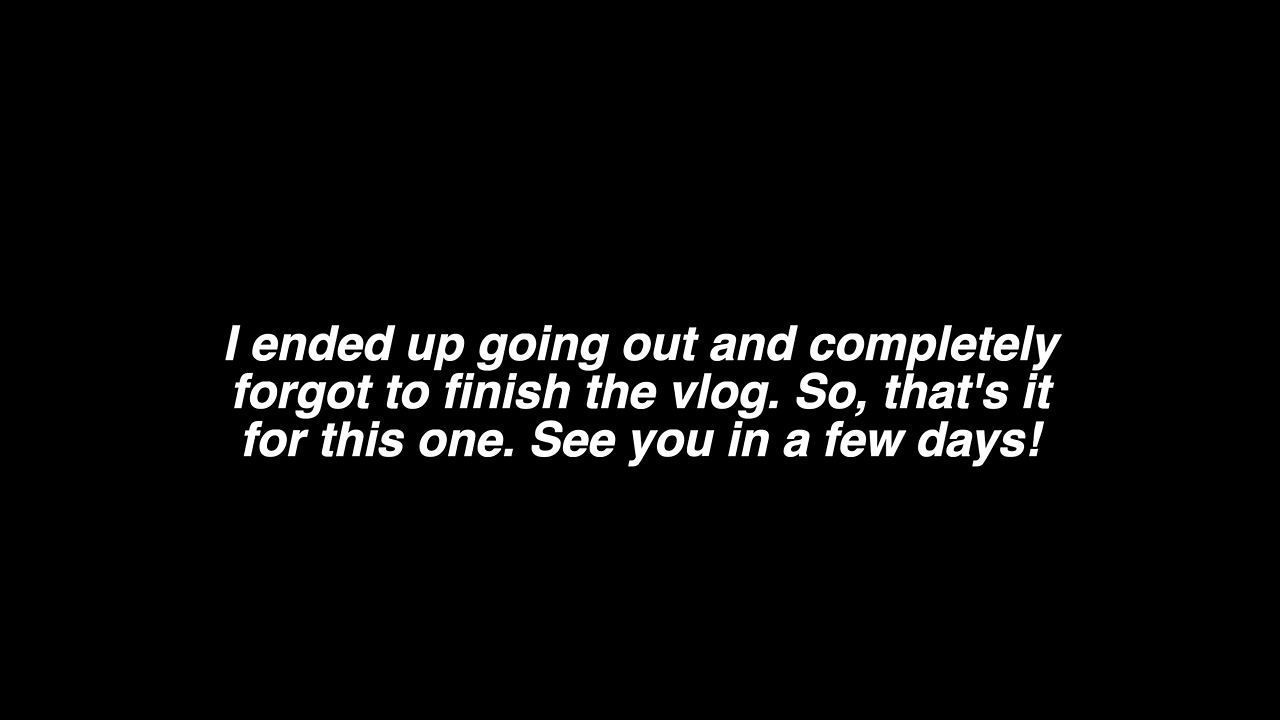 I ended up going out and completely
forgot to finish the vlog. So, that's it
for this one. See you in a few days!